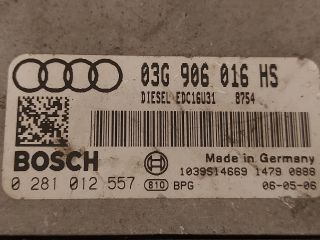 03G 906 016 HS
DIESEL EDC16U31 8754
BOSCH
Made in Germany
1039S14669 1479 0888
0 281 012 557 810 BPG 06-05-06